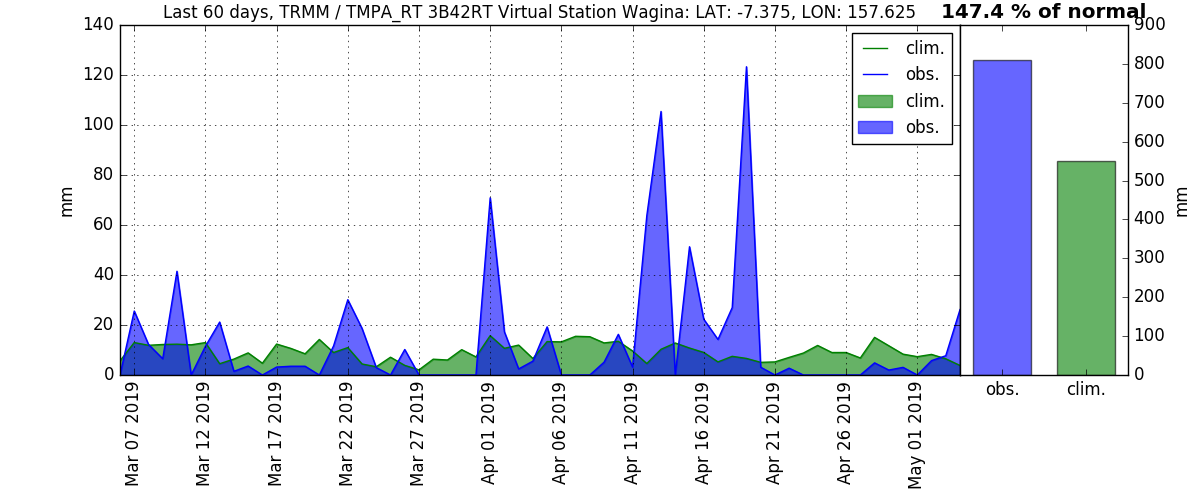 Last 60 days, TRMM / TMPA_RT 3B42RT Virtual Station Wagina: LAT: -7.375, LON: 157.625
147.4 % of normal
140
120
100
80
60
40
20
0
mm
clim.
obs.
clim.
obs.
900
800
700
600
500
400
300
200
100
0
mm
Mar 07 2019
Mar 12 2019
Mar 17 2019
Mar 22 2019
Mar 27 2019
Apr 01 2019
Apr 06 2019
Apr 11 2019
Apr 16 2019
Apr 21 2019
Apr 26 2019
May 01 2019
obs.
clim.